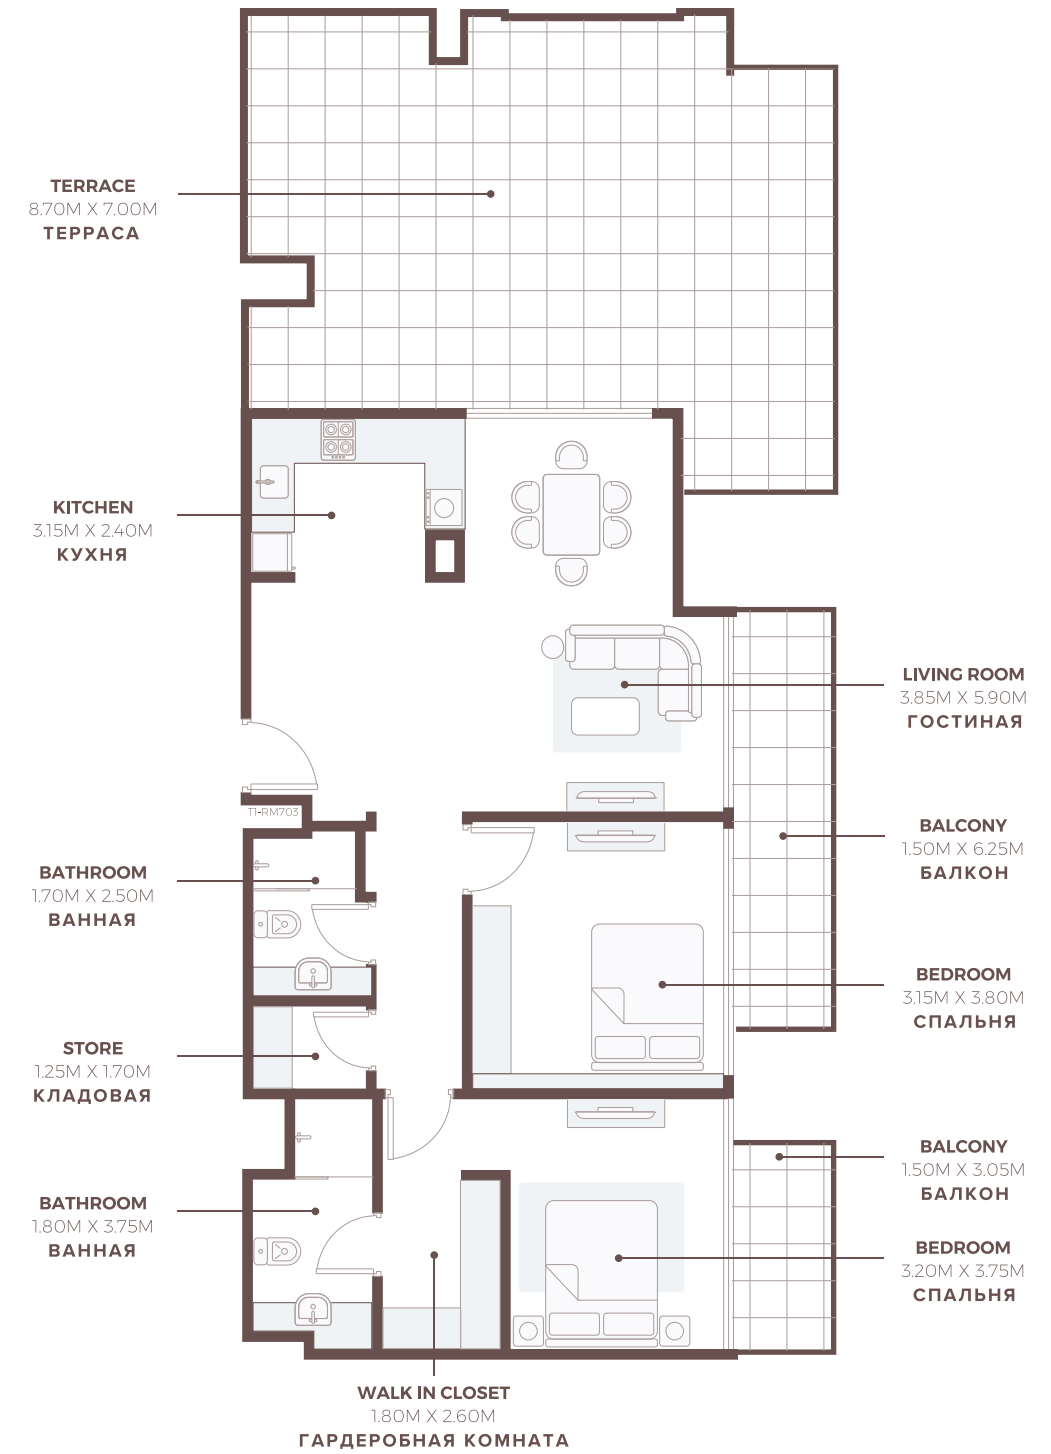 TERRACE
8.70M X 7.00M
ТЕРРАСА
KITCHEN
3.15M X 2.40M
КУХНЯ
LIVING ROOM
3.85M X 5.90M
ГОСТИНАЯ
T1-RM703
BALCONY
1.50M X 6.25M
БАЛКОН
BATHROOM
1.70M X 2.50M
ВАННАЯ
BEDROOM
3.15M X 3.80M
СПАЛЬНЯ
STORE
1.25M X 1.70M
КЛАДОВАЯ
BALCONY
1.50M X 3.05M
БАЛКОН
BATHROOM
1.80M X 3.75M
ВАННАЯ
BEDROOM
3.20M X 3.75M
СПАЛЬНЯ
WALK IN CLOSET
1.80M X 2.60M
ГАРДЕРОБНАЯ КОМНАТА